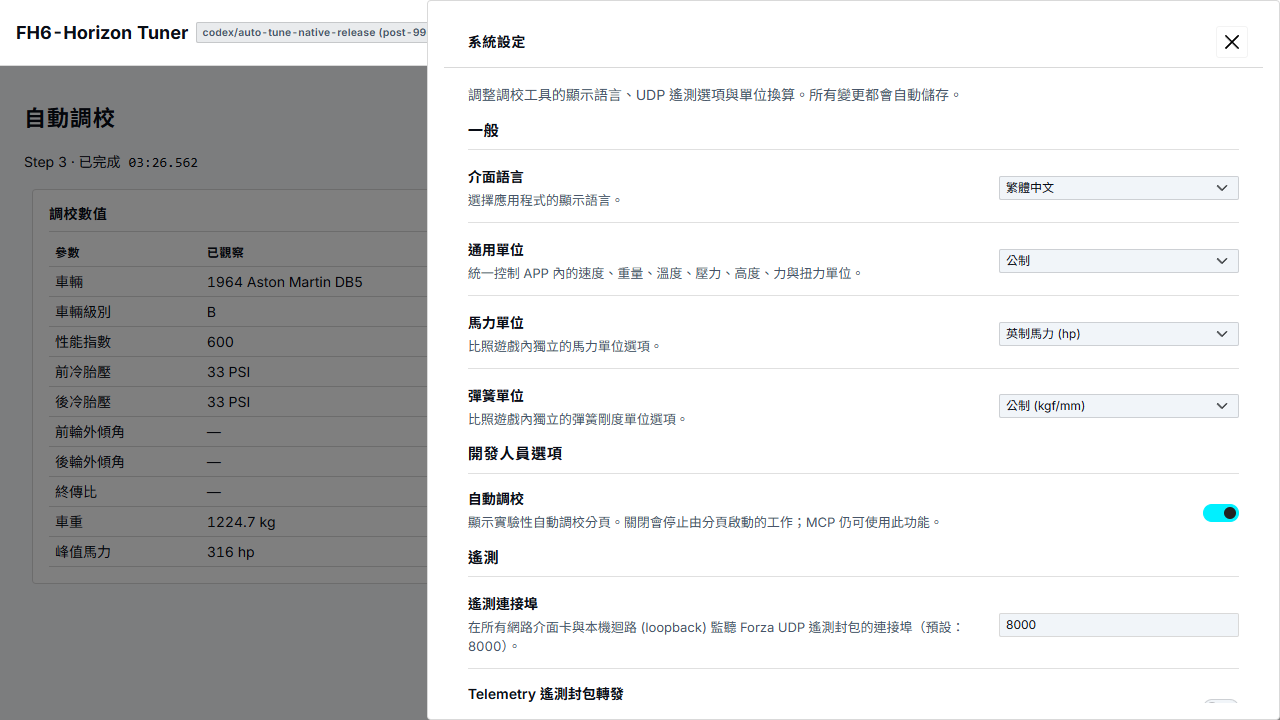 FH6-Horizon Tuner
codex/auto-tune-native-release (post-99
自動調校
Step 3 · 已完成 03:26.562
調校數值
參數 已觀察
車輛 1964 Aston Martin DB5
車輛級別 B
性能指數 600
前冷胎壓 33 PSI
後冷胎壓 33 PSI
前輪外傾角 —
後輪外傾角 —
終傳比 —
車重 1224.7 kg
峰值馬力 316 hp
系統設定
調整調校工具的顯示語言、UDP 遙測選項與單位換算。所有變更都會自動儲存。
一般
介面語言
選擇應用程式的顯示語言。
繁體中文
通用單位
統一控制 APP 內的速度、重量、溫度、壓力、高度、力與扭力單位。
公制
馬力單位
比照遊戲內獨立的馬力單位選項。
英制馬力 (hp)
彈簧單位
比照遊戲內獨立的彈簧剛度單位選項。
公制 (kgf/mm)
開發人員選項
自動調校
顯示實驗性自動調校分頁。關閉會停止由分頁啟動的工作；MCP 仍可使用此功能。
遙測
遙測連接埠
在所有網路介面卡與本機迴路 (loopback) 監聽 Forza UDP 遙測封包的連接埠（預設：
8000）。
8000
Telemetry 遙測封包轉發